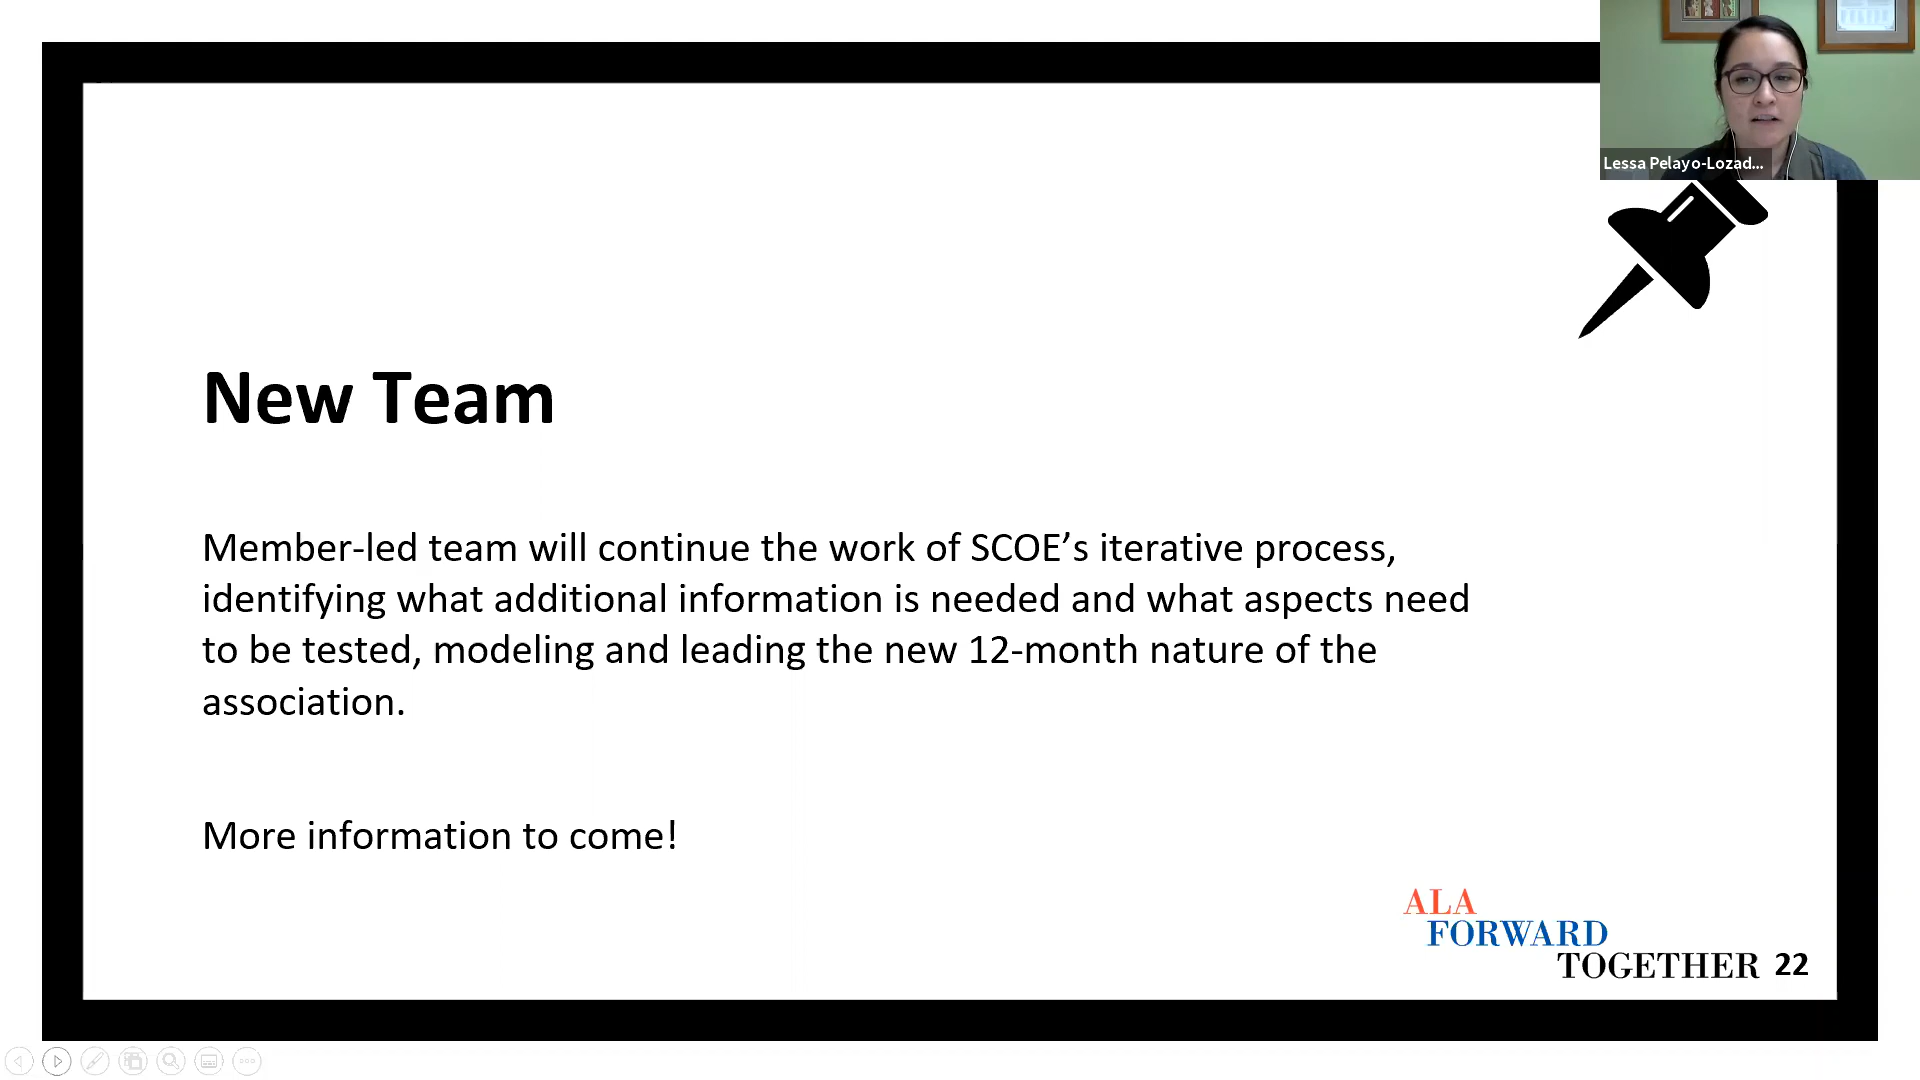 Lessa Pelayo-Lozad...
New Team
Member-led team will continue the work of SCOE’s iterative process,
identifying what additional information is needed and what aspects need
to be tested, modeling and leading the new 12-month nature of the
association.
More information to come!
ALA
FORWARD
TOGETHER 22